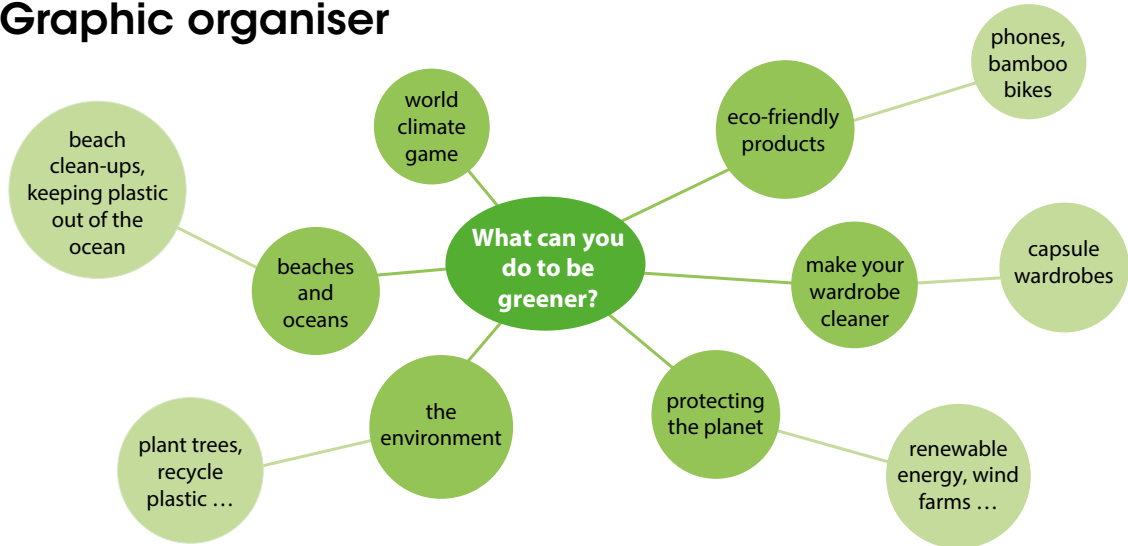 Graphic organiser
phones,
bamboo
bikes
world
climate
game
eco-friendly
products
beach
clean-ups,
keeping plastic
out of the
ocean
What can you
do to be
greener?
beaches
and
oceans
make your
wardrobe
cleaner
capsule
wardrobes
the
environment
protecting
the planet
plant trees,
recycle
plastic …
renewable
energy, wind
farms …